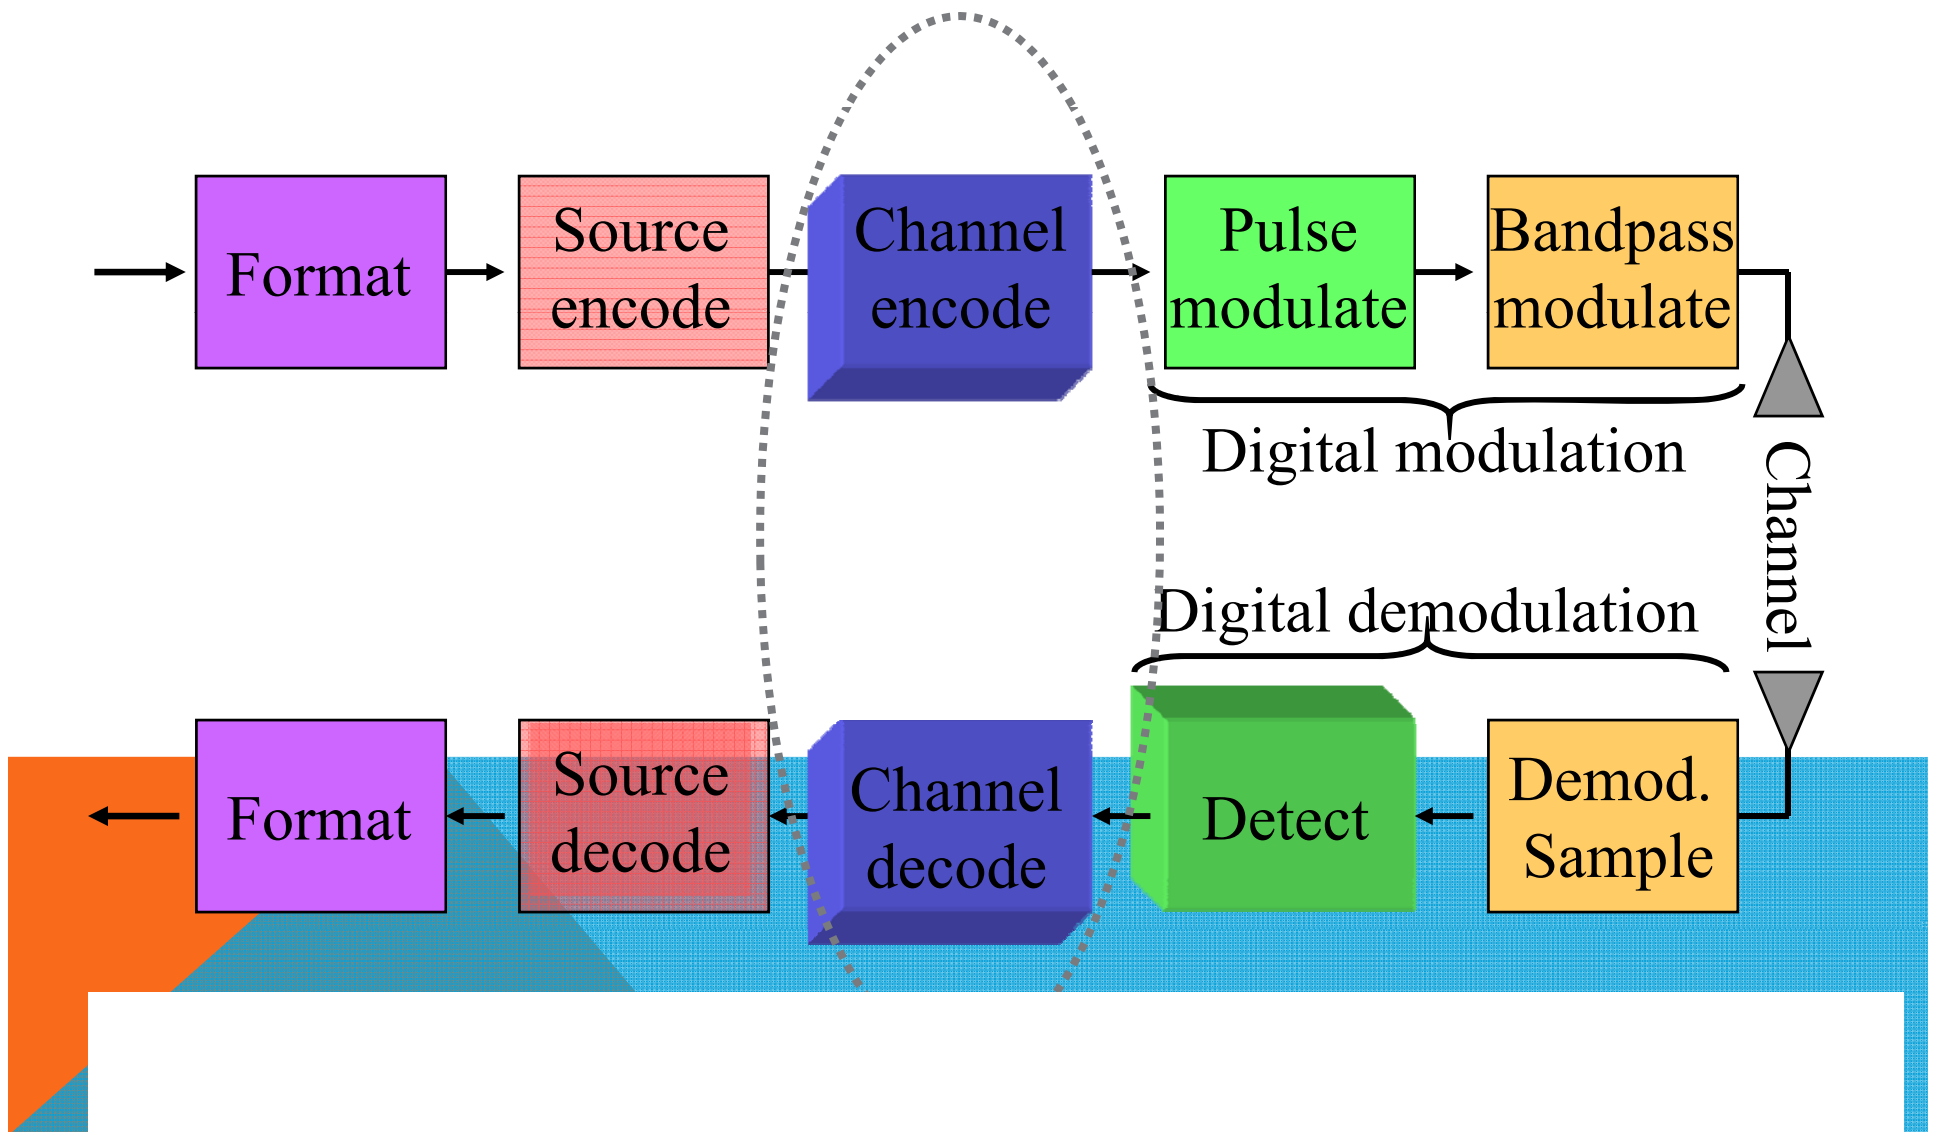 Format
Source
encode
Channel
encode
Pulse
modulate
Bandpass
modulate
Digital modulation
Channel
Digital demodulation
Format
Source
decode
Channel
decode
Detect
Demod.
Sample